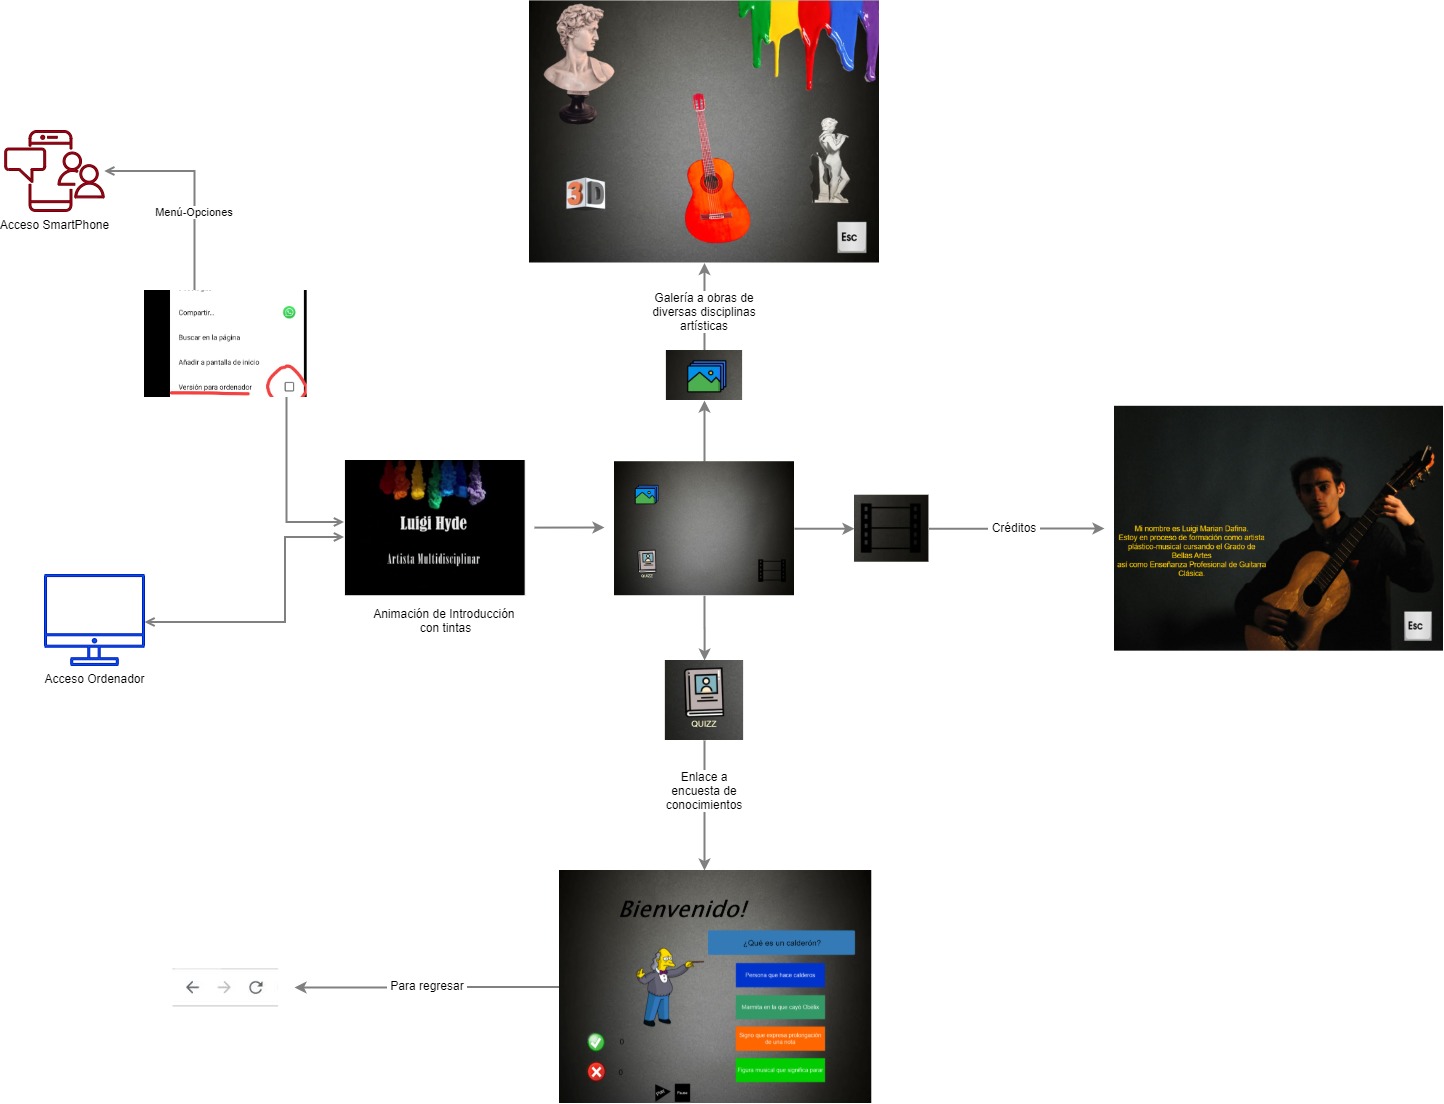 3D
Esc
Acceso SmartPhone
Menú-Opciones
Compartir...
Buscar en la página
Añadir a pantalla de inicio
Versión para ordenador
Galería a obras de
diversas disciplinas
artísticas
Luigi Hyde
Artista Multidisciplinar
Animación de Introducción
con tintas
QUIZZ
Créditos
Mi nombre es Luigi Marian Dafina.
Estoy en proceso de formación como artista
plástico-musical cursando el Grado de
Bellas Artes
así como Enseñanza Profesional de Guitarra
Clásica.
Esc
Acceso Ordenador
QUIZZ
Enlace a
encuesta de
conocimientos
Bienvenido!
¿Qué es un calderón?
Persona que hace calderos
Marmita en la que cayó Obélix
Signo que expresa prolongación
de una nota
Figura musical que significa parar
0
0
Play
Pause
Para regresar